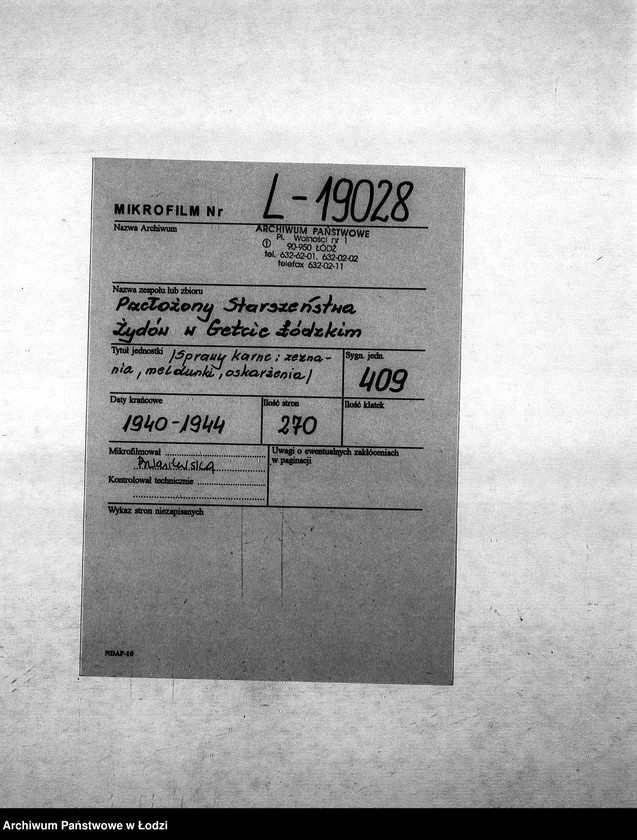 MIKROFILM Nr L-19028
Nazwa Archiwum
ARCHIWUM PAŃSTWOWE
Pl. Wolności nr 1
90-950 ŁÓDŹ
tel. 632-62-01, 632-02-02
telefax 632-02-11
Nazwa zespołu lub zbioru
Przełożony Starszeństwa
Żydów w Getcie Łódzkim
Tytuł jednostki /Sprawy karne: zezna-
nia, meldunki, oskarżenia/
Sygn. jedn.
409
Daty krańcowe
1940-1944
Ilość stron
270
Ilość klatek
Mikrofilmował
Kontrolował technicznie
Uwagi o ewentualnych zakłóceniach
w paginacji
Wykaz stron niezapisanych
NDAP-10
Archiwum Państwowe w Łodzi